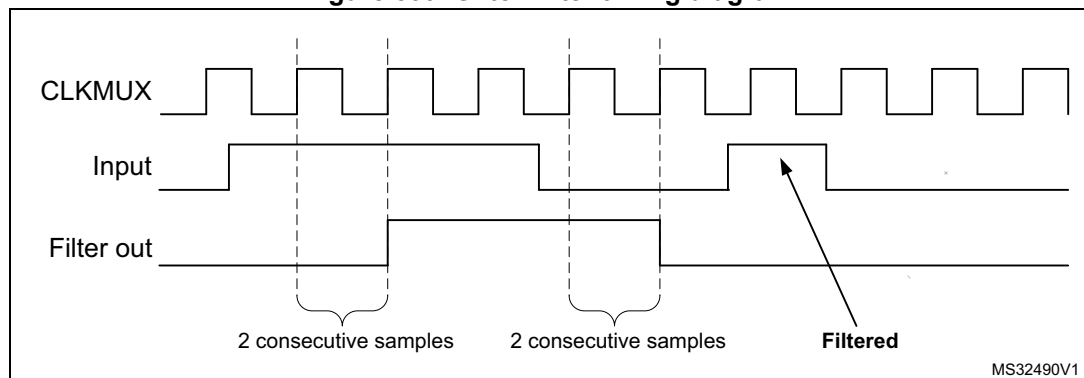 CLKMUX
Input
Filter out
2 consecutive samples
2 consecutive samples
Filtered
MS32490V1